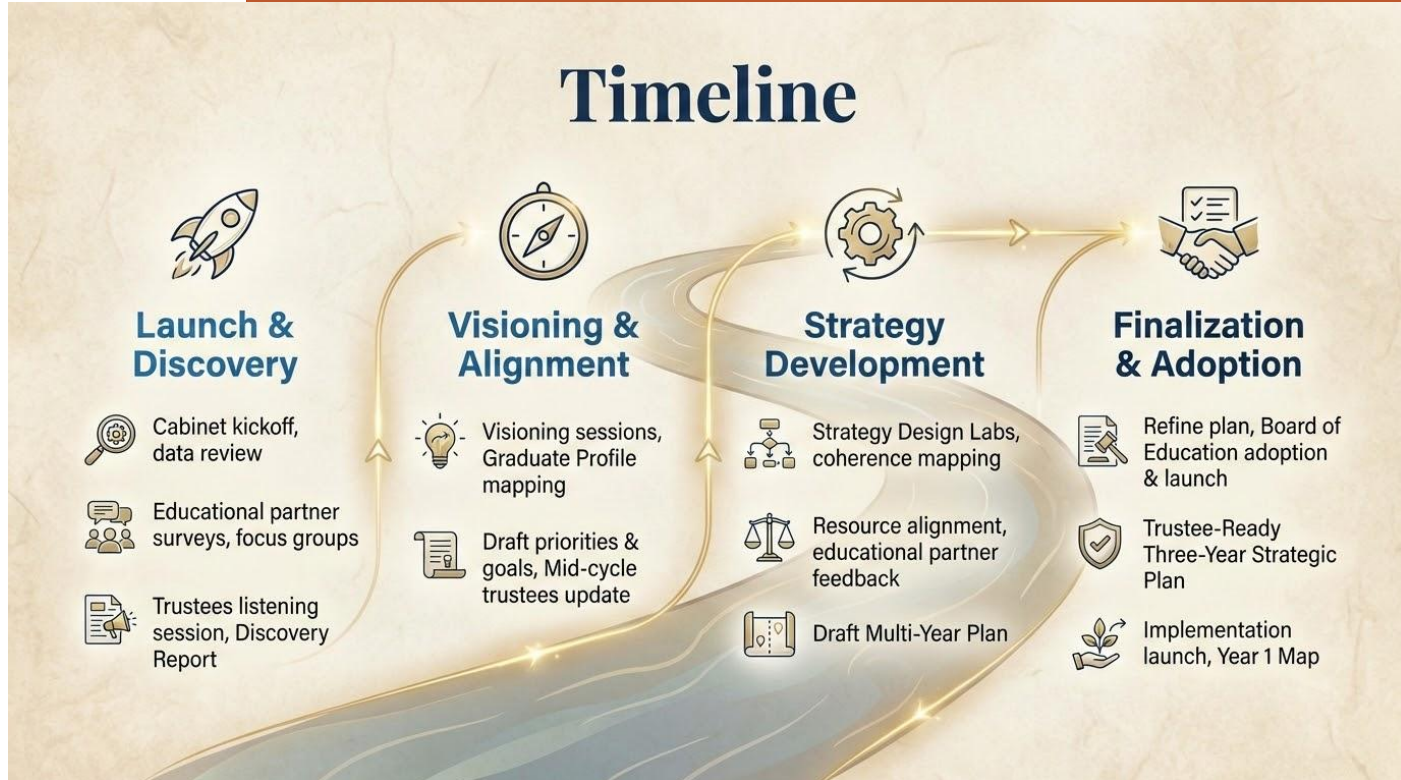 Timeline
Launch &
Discovery
Cabinet kickoff,
data review
Educational partner
surveys, focus groups
Trustees listening
session, Discovery
Report
Visioning &
Alignment
Visioning sessions,
Graduate Profile
mapping
Draft priorities &
goals, Mid-cycle
trustees update
Strategy
Development
Strategy Design Labs,
coherence mapping
Resource alignment,
educational partner
feedback
Draft Multi-Year Plan
Finalization
& Adoption
Refine plan, Board of
Education adoption
& launch
Trustee-Ready
Three-Year Strategic
Plan
Implementation
launch, Year 1 Map